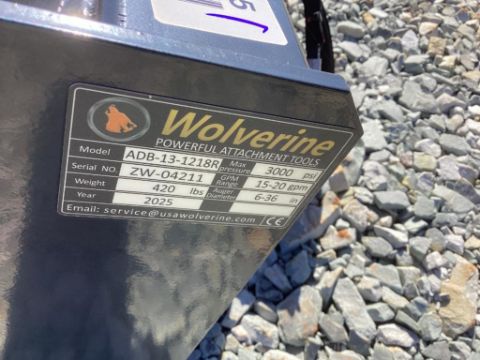 5
Wolverine
POWERFUL ATTACHMENT TOOLS
Model ADB-13-1218R Max pressure 3000 psi
Serial NO. ZW-04211 GPM Range 15-20 gpm
Weight 420 lbs Auger Diameter 6-36 in
Year 2025
Email: service@usawolverine.com CE